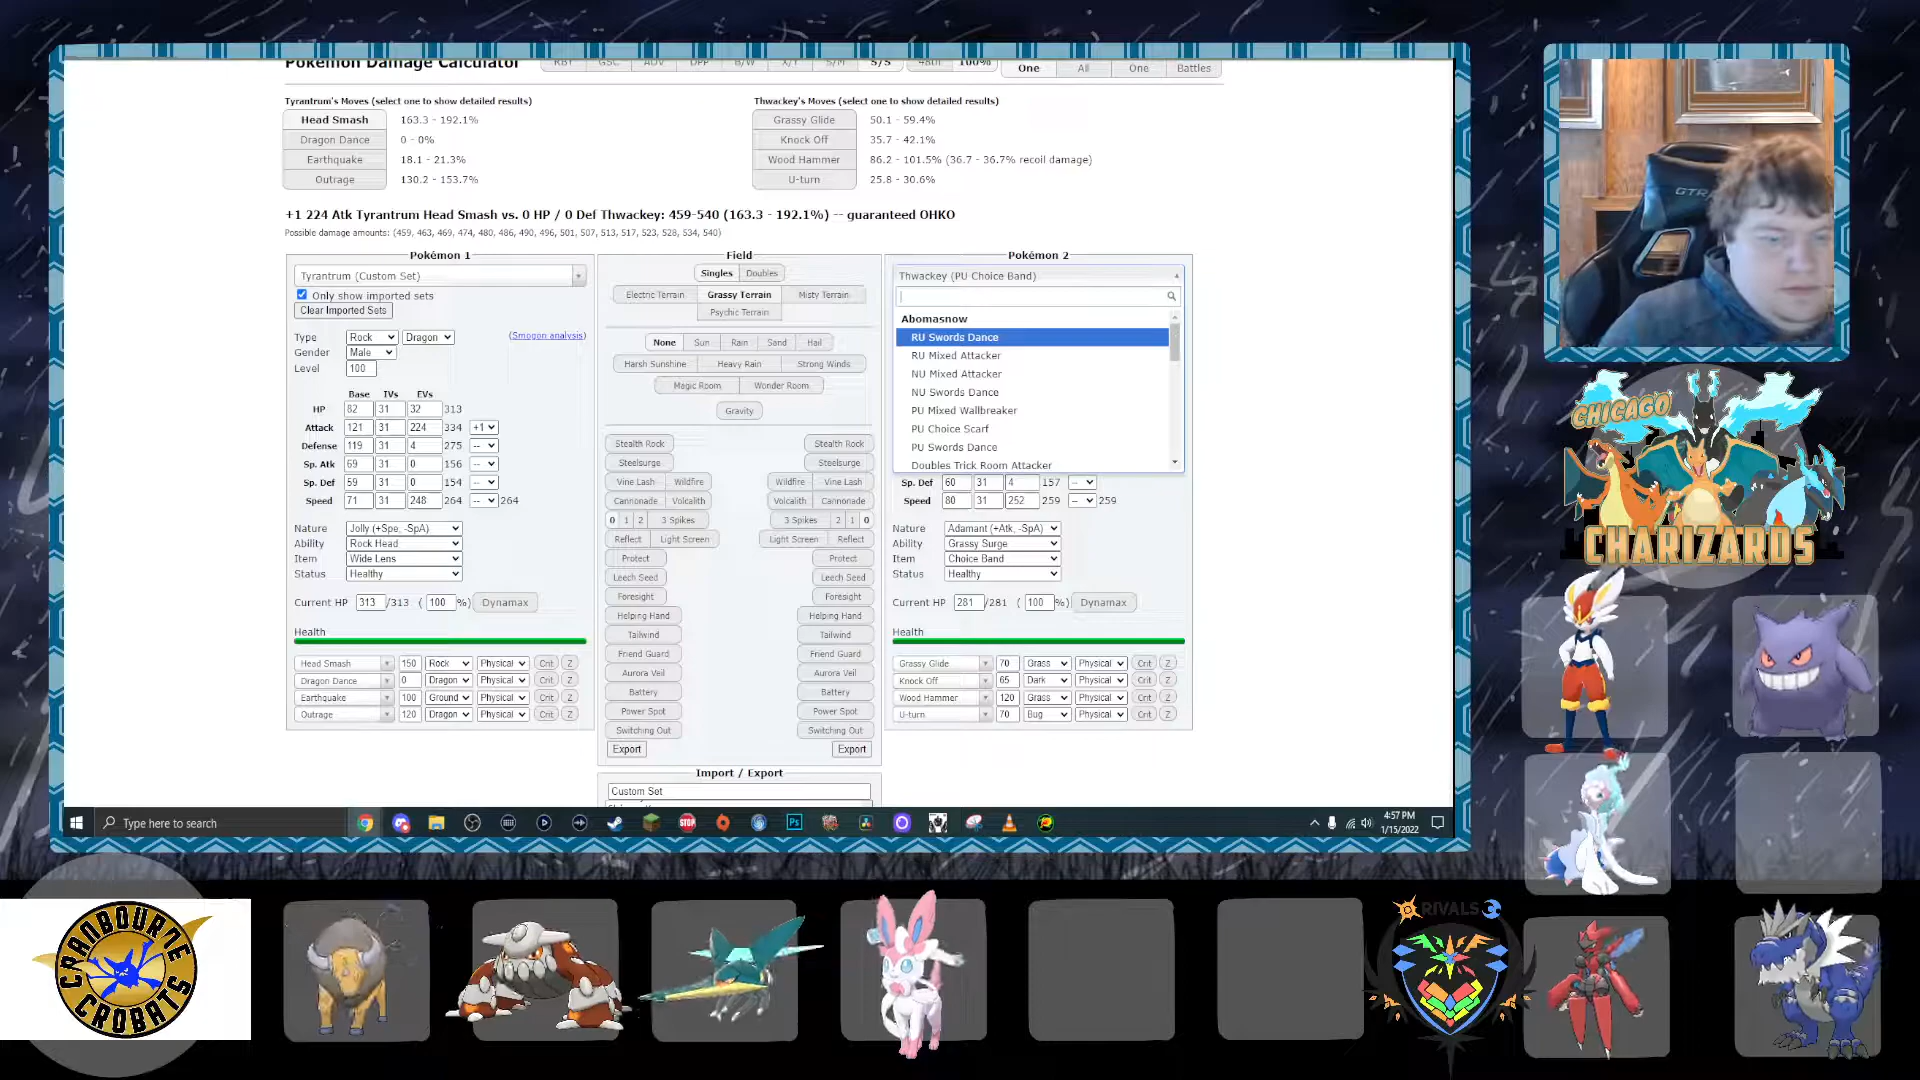 Pokémon Damage Calculator
RBY GSC ADV DPP B/W X/Y S/M S/S 100%
One All One Battles
Tyrantrum's Moves (select one to show detailed results)
Head Smash 163.3 - 192.1%
Dragon Dance 0 - 0%
Earthquake 18.1 - 21.3%
Outrage 130.2 - 153.7%
Thwackey's Moves (select one to show detailed results)
Grassy Glide 50.1 - 59.4%
Knock Off 35.7 - 42.1%
Wood Hammer 86.2 - 101.5% (36.7 - 36.7% recoil damage)
U-turn 25.8 - 30.6%
+1 224 Atk Tyrantrum Head Smash vs. 0 HP / 0 Def Thwackey: 459-540 (163.3 - 192.1%) -- guaranteed OHKO
Possible damage amounts: (459, 463, 469, 474, 480, 486, 490, 496, 501, 507, 513, 517, 523, 528, 534, 540)
Pokémon 1
Tyrantrum (Custom Set)
Only show imported sets
Clear Imported Sets
Type Rock Dragon (Smogon analysis)
Gender Male
Level 100
Base IVs EVs
HP 82 31 32 313
Attack 121 31 224 334 +1
Defense 119 31 4 275 --
Sp. Atk 69 31 0 156 --
Sp. Def 59 31 0 154 --
Speed 71 31 248 264 -- 264
Nature Jolly (+Spe, -SpA)
Ability Rock Head
Item Wide Lens
Status Healthy
Current HP 313 /313 ( 100 %) Dynamax
Health
Head Smash 150 Rock Physical Crit Z
Dragon Dance 0 Dragon Physical Crit Z
Earthquake 100 Ground Physical Crit Z
Outrage 120 Dragon Physical Crit Z
Field
Singles Doubles
Electric Terrain Grassy Terrain Misty Terrain
Psychic Terrain
None Sun Rain Sand Hail
Harsh Sunshine Heavy Rain Strong Winds
Magic Room Wonder Room
Gravity
Stealth Rock Stealth Rock
Steelsurge Steelsurge
Vine Lash Wildfire Wildfire Vine Lash
Cannonade Volcalith Volcalith Cannonade
0 1 2 3 Spikes 3 Spikes 2 1 0
Reflect Light Screen Light Screen Reflect
Protect Protect
Leech Seed Leech Seed
Foresight Foresight
Helping Hand Helping Hand
Tailwind Tailwind
Friend Guard Friend Guard
Aurora Veil Aurora Veil
Battery Battery
Power Spot Power Spot
Switching Out Switching Out
Export Export
Import / Export
Custom Set
Pokémon 2
Thwackey (PU Choice Band)
Abomasnow
RU Swords Dance
RU Mixed Attacker
NU Mixed Attacker
NU Swords Dance
PU Mixed Wallbreaker
PU Choice Scarf
PU Swords Dance
Doubles Trick Room Attacker
Sp. Def 60 31 4 157 --
Speed 80 31 252 259 -- 259
Nature Adamant (+Atk, -SpA)
Ability Grassy Surge
Item Choice Band
Status Healthy
Current HP 281 /281 ( 100 %) Dynamax
Health
Grassy Glide 70 Grass Physical Crit Z
Knock Off 65 Dark Physical Crit Z
Wood Hammer 120 Grass Physical Crit Z
U-turn 70 Bug Physical Crit Z
Type here to search
STOP
Ps
4:57 PM
1/15/2022
GTRA
CHICAGO
CHARIZARDS
CRANBOURNE
CROBATS
RIVALS 3